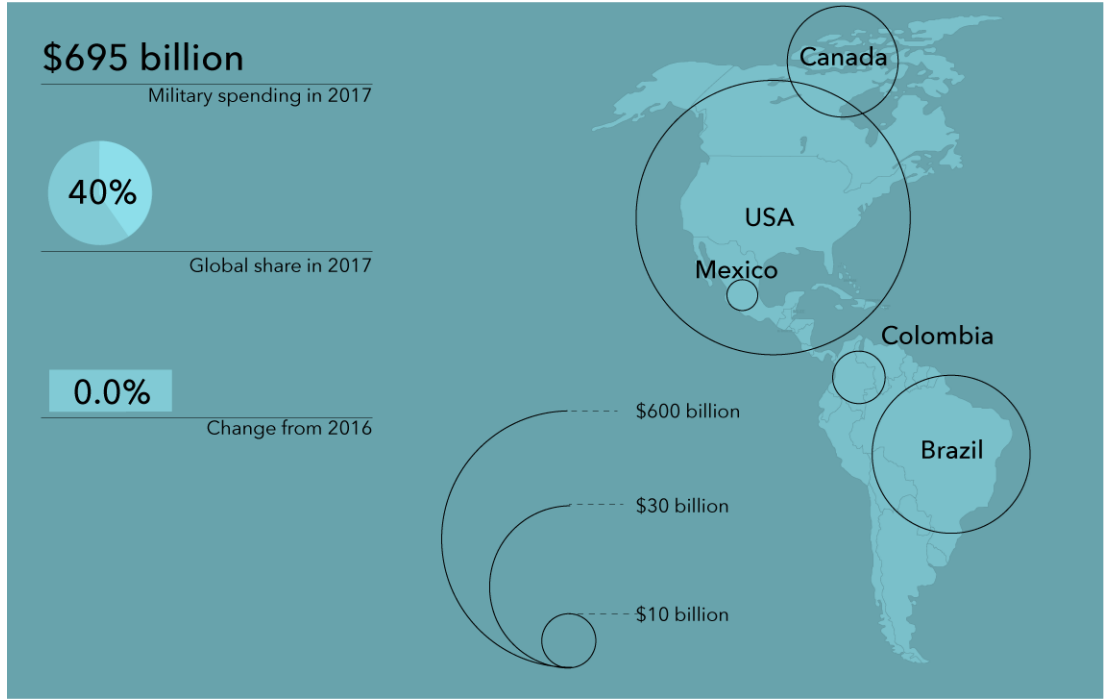 $695 billion
Military spending in 2017
40%
Global share in 2017
0.0%
Change from 2016
$600 billion
$30 billion
$10 billion
Canada
USA
Mexico
Colombia
Brazil